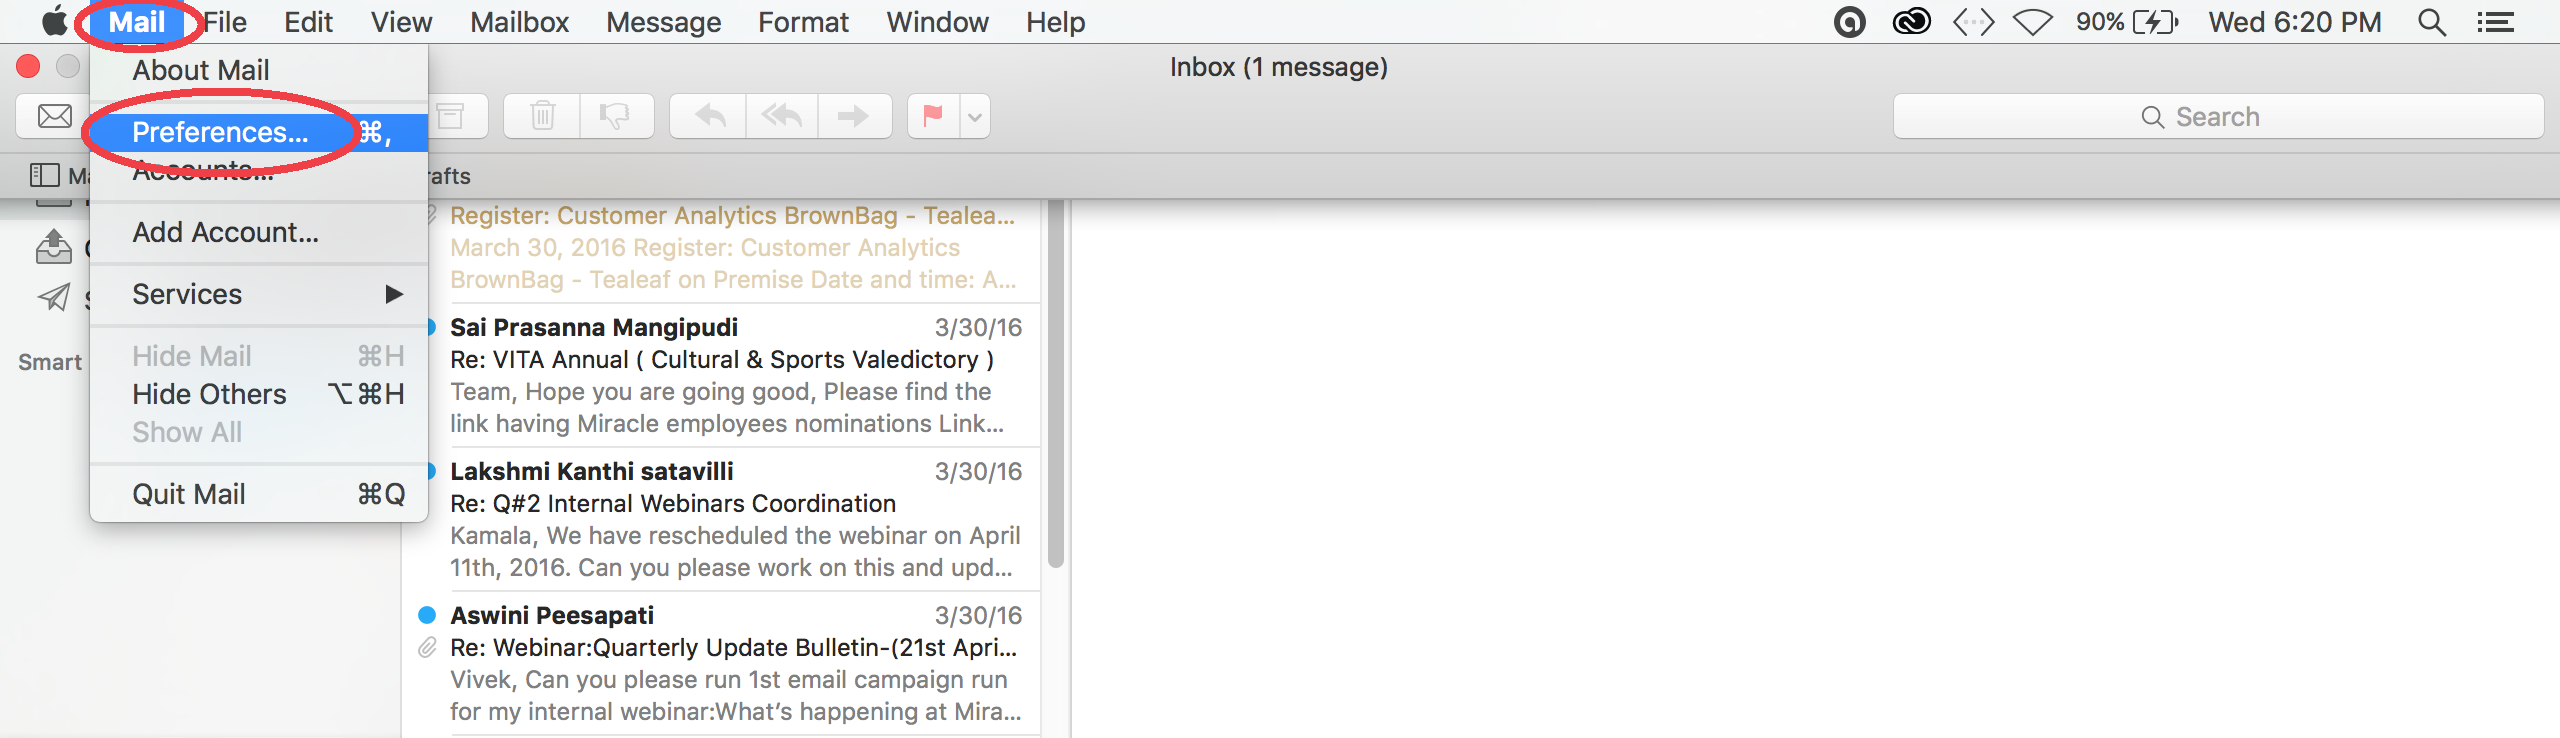 Mail File Edit View Mailbox Message Format Window Help 90% Wed 6:20 PM
Inbox (1 message)
Search
About Mail
Preferences... ⌘,
Accounts...
Add Account...
Services
Hide Mail ⌘H
Hide Others ⌥⌘H
Show All
Quit Mail ⌘Q
Smart
Register: Customer Analytics BrownBag - Tealea...
March 30, 2016 Register: Customer Analytics
BrownBag - Tealeaf on Premise Date and time: A...
Sai Prasanna Mangipudi 3/30/16
Re: VITA Annual ( Cultural & Sports Valedictory )
Team, Hope you are going good, Please find the
link having Miracle employees nominations Link...
Lakshmi Kanthi satavilli 3/30/16
Re: Q#2 Internal Webinars Coordination
Kamala, We have rescheduled the webinar on April
11th, 2016. Can you please work on this and upd...
Aswini Peesapati 3/30/16
Re: Webinar:Quarterly Update Bulletin-(21st Apri...
Vivek, Can you please run 1st email campaign run
for my internal webinar:What's happening at Mira...